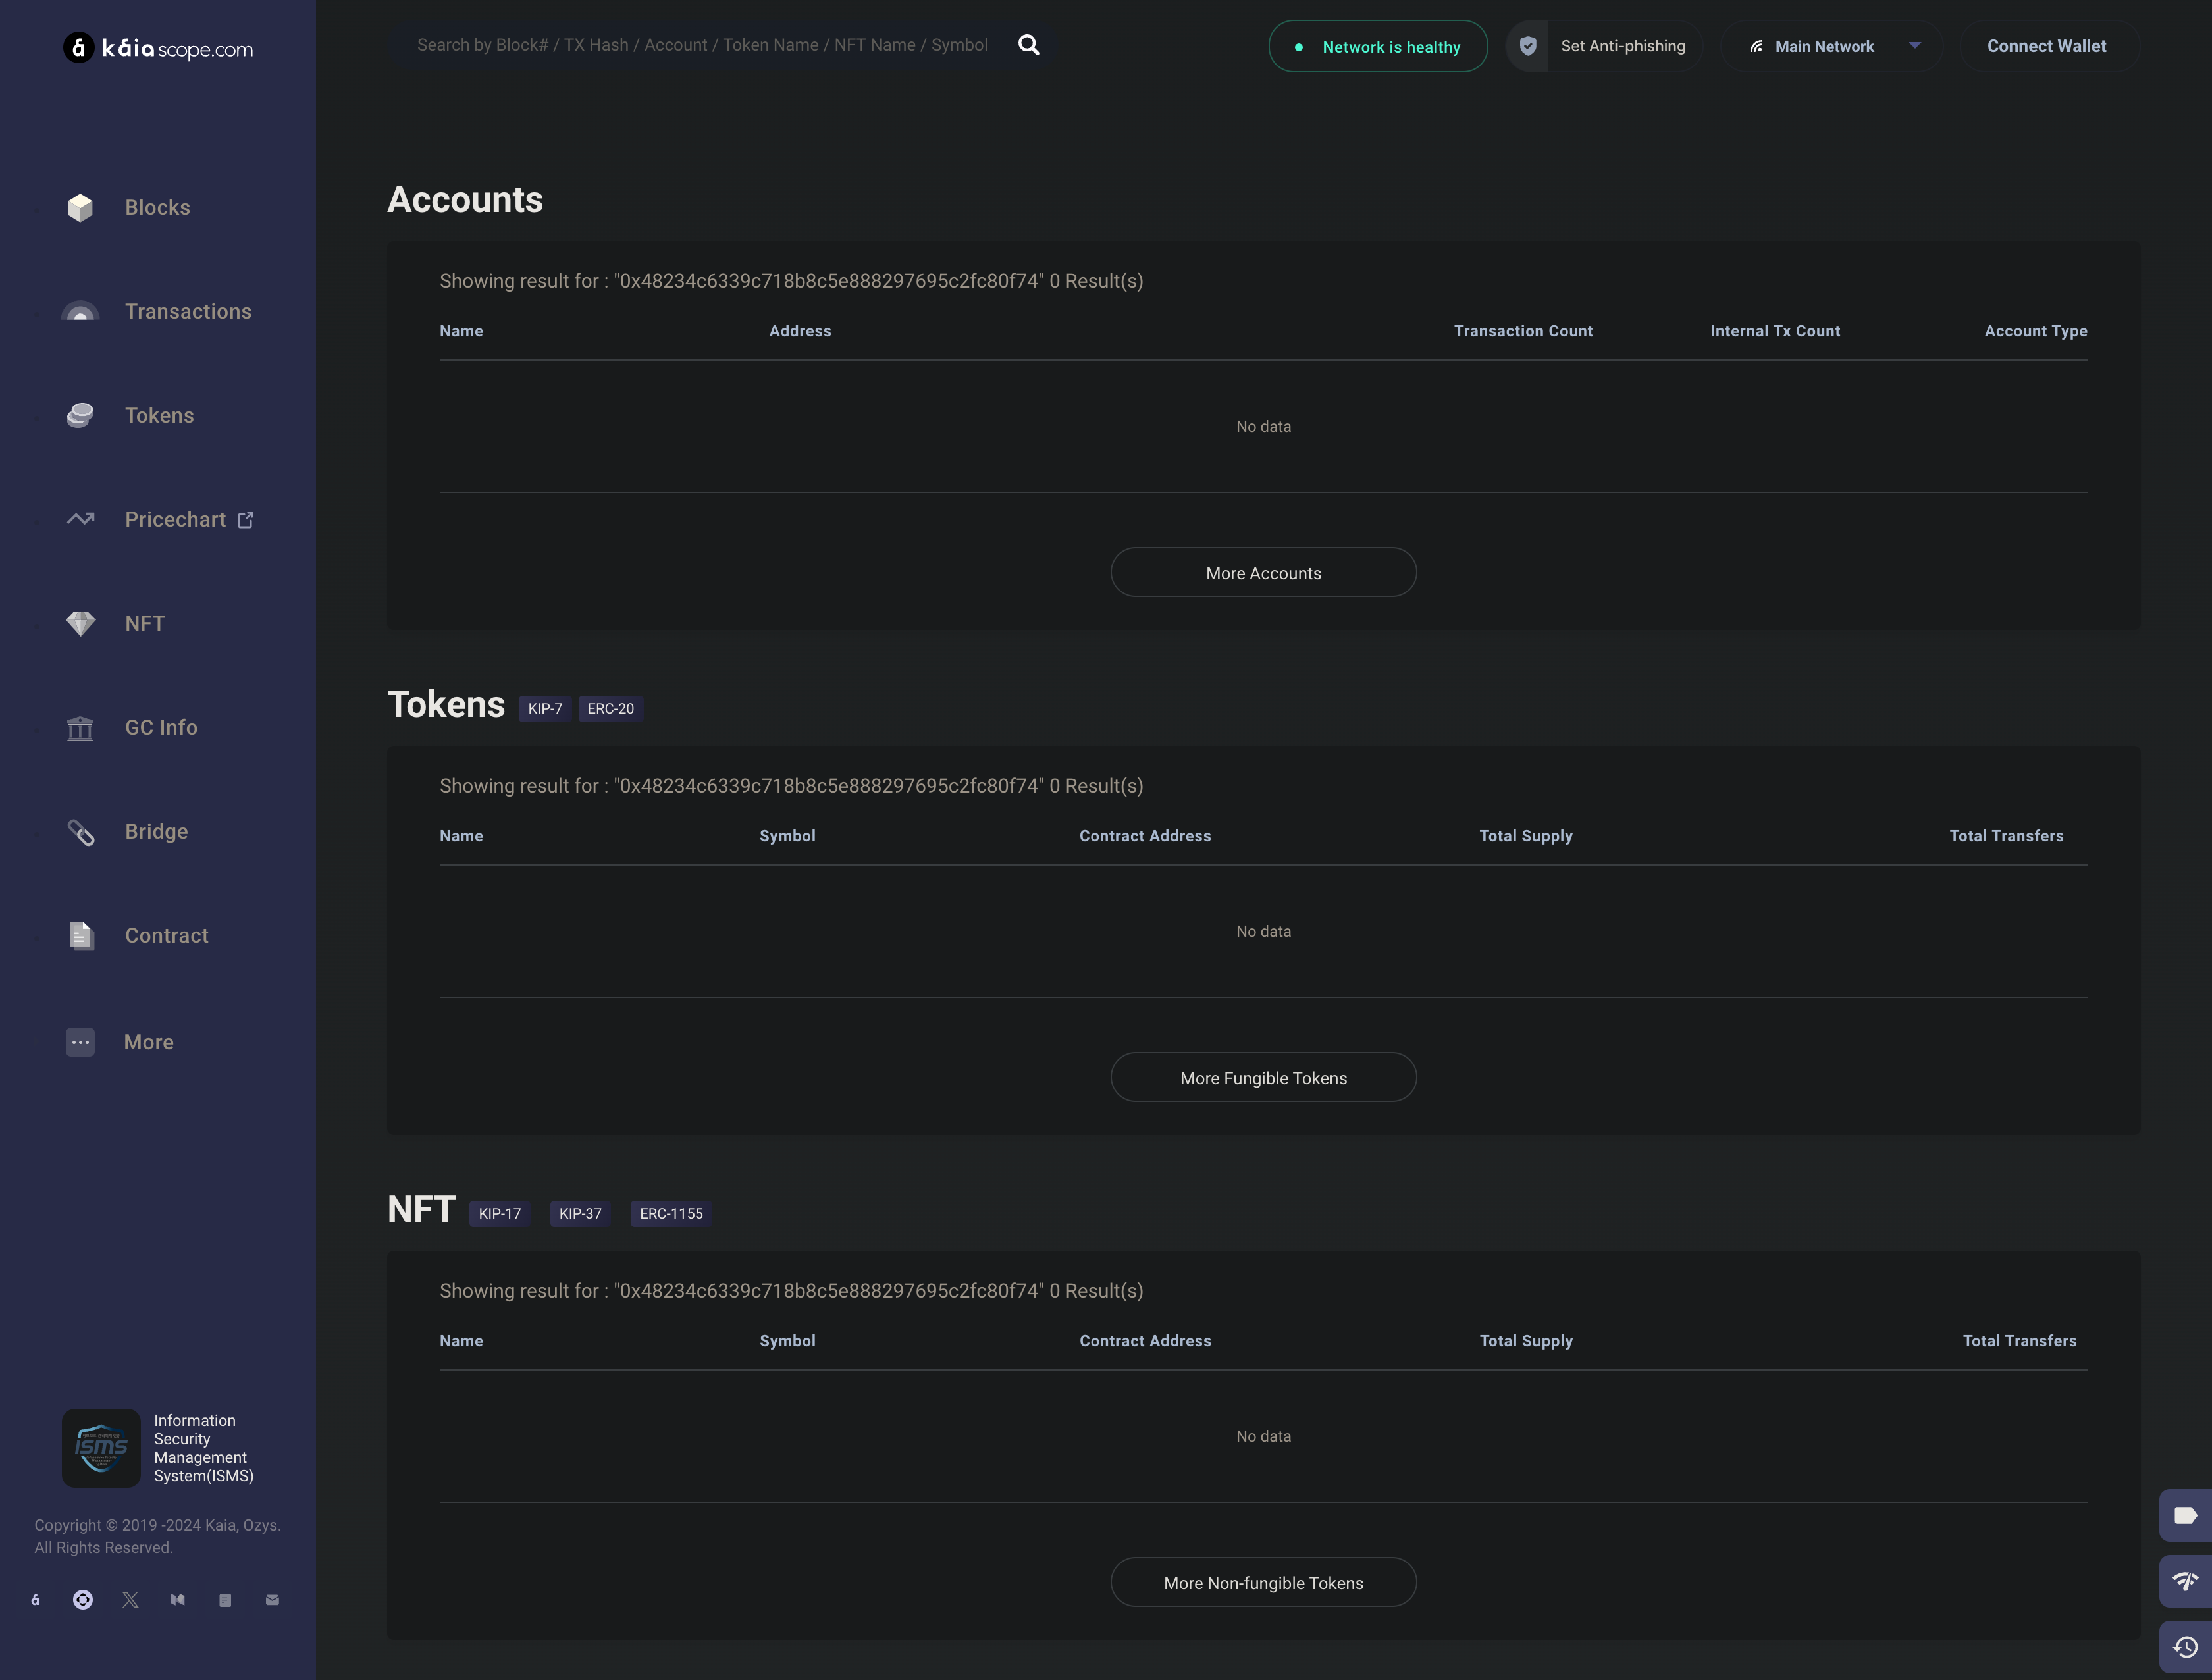 káiascope.com
Search by Block# / TX Hash / Account / Token Name / NFT Name / Symbol
Network is healthy
Set Anti-phishing
Main Network
Connect Wallet
Blocks
Transactions
Tokens
Pricechart
NFT
GC Info
Bridge
Contract
More
isms
Information
Security
Management
System(ISMS)
Copyright © 2019 -2024 Kaia, Ozys.
All Rights Reserved.
Accounts
Showing result for : "0x48234c6339c718b8c5e888297695c2fc80f74" 0 Result(s)
Name Address Transaction Count Internal Tx Count Account Type
No data
More Accounts
Tokens KIP-7 ERC-20
Showing result for : "0x48234c6339c718b8c5e888297695c2fc80f74" 0 Result(s)
Name Symbol Contract Address Total Supply Total Transfers
No data
More Fungible Tokens
NFT KIP-17 KIP-37 ERC-1155
Showing result for : "0x48234c6339c718b8c5e888297695c2fc80f74" 0 Result(s)
Name Symbol Contract Address Total Supply Total Transfers
No data
More Non-fungible Tokens